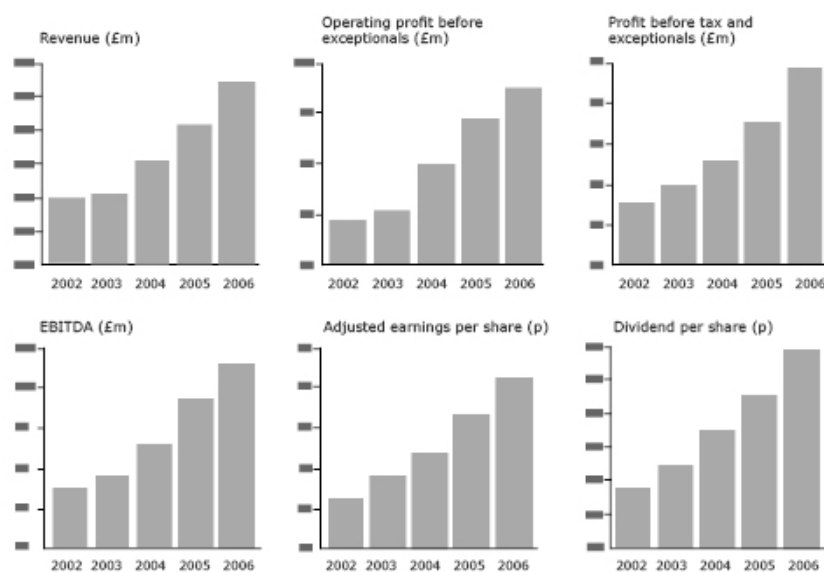 Revenue (£m)
Operating profit before
exceptionals (£m)
Profit before tax and
exceptionals (£m)
2002 2003 2004 2005 2006
2002 2003 2004 2005 2006
2002 2003 2004 2005 2006
EBITDA (£m)
Adjusted earnings per share (p)
Dividend per share (p)
2002 2003 2004 2005 2006
2002 2003 2004 2005 2006
2002 2003 2004 2005 2006